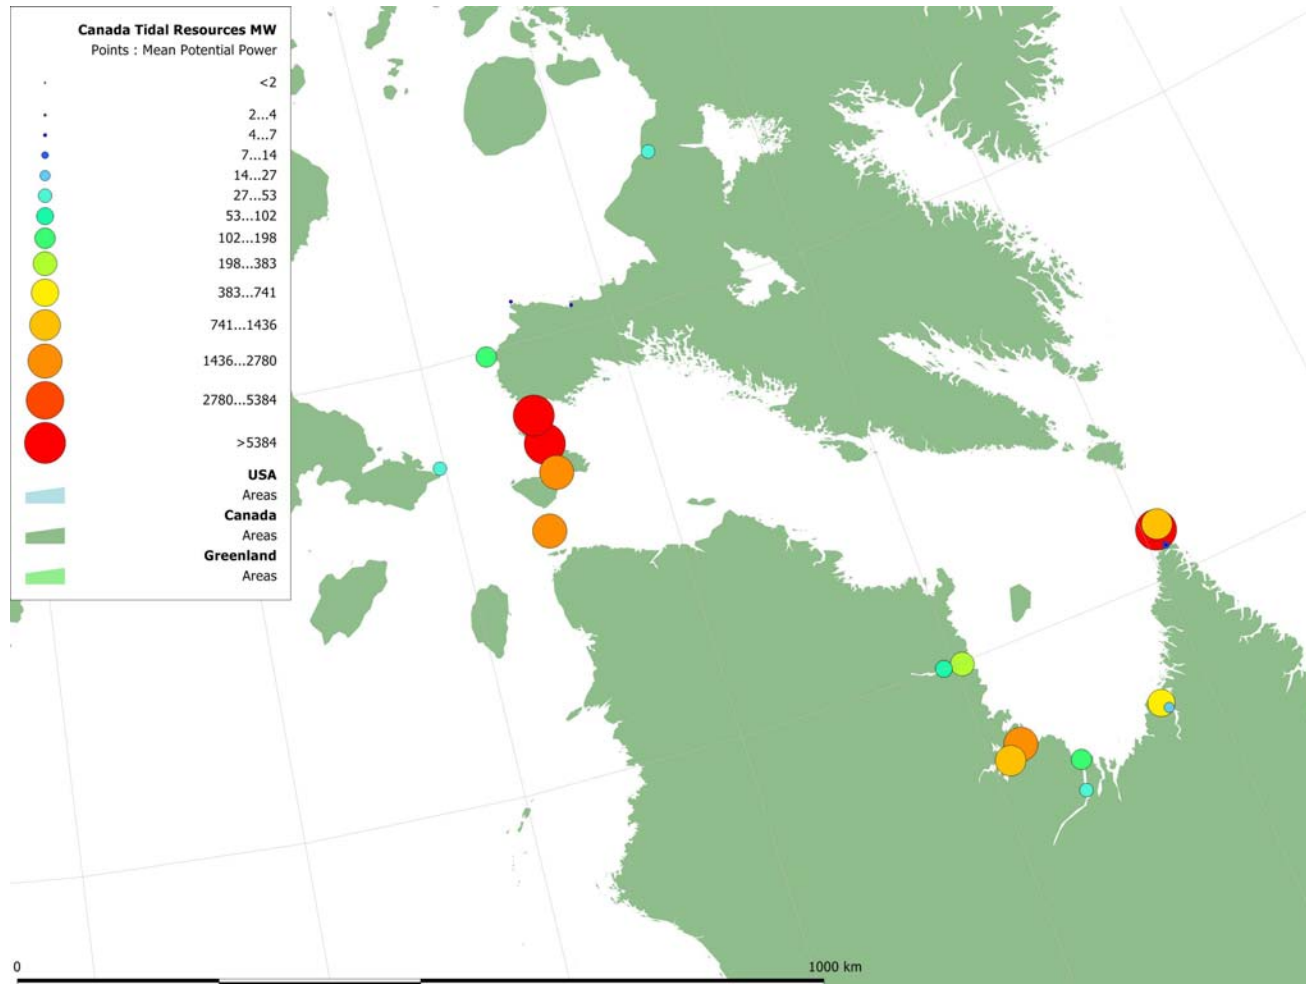 Canada Tidal Resources MW
Points : Mean Potential Power
<2
2...4
4...7
7...14
14...27
27...53
53...102
102...198
198...383
383...741
741...1436
1436...2780
2780...5384
>5384
USA
Areas
Canada
Areas
Greenland
Areas
0 1000 km